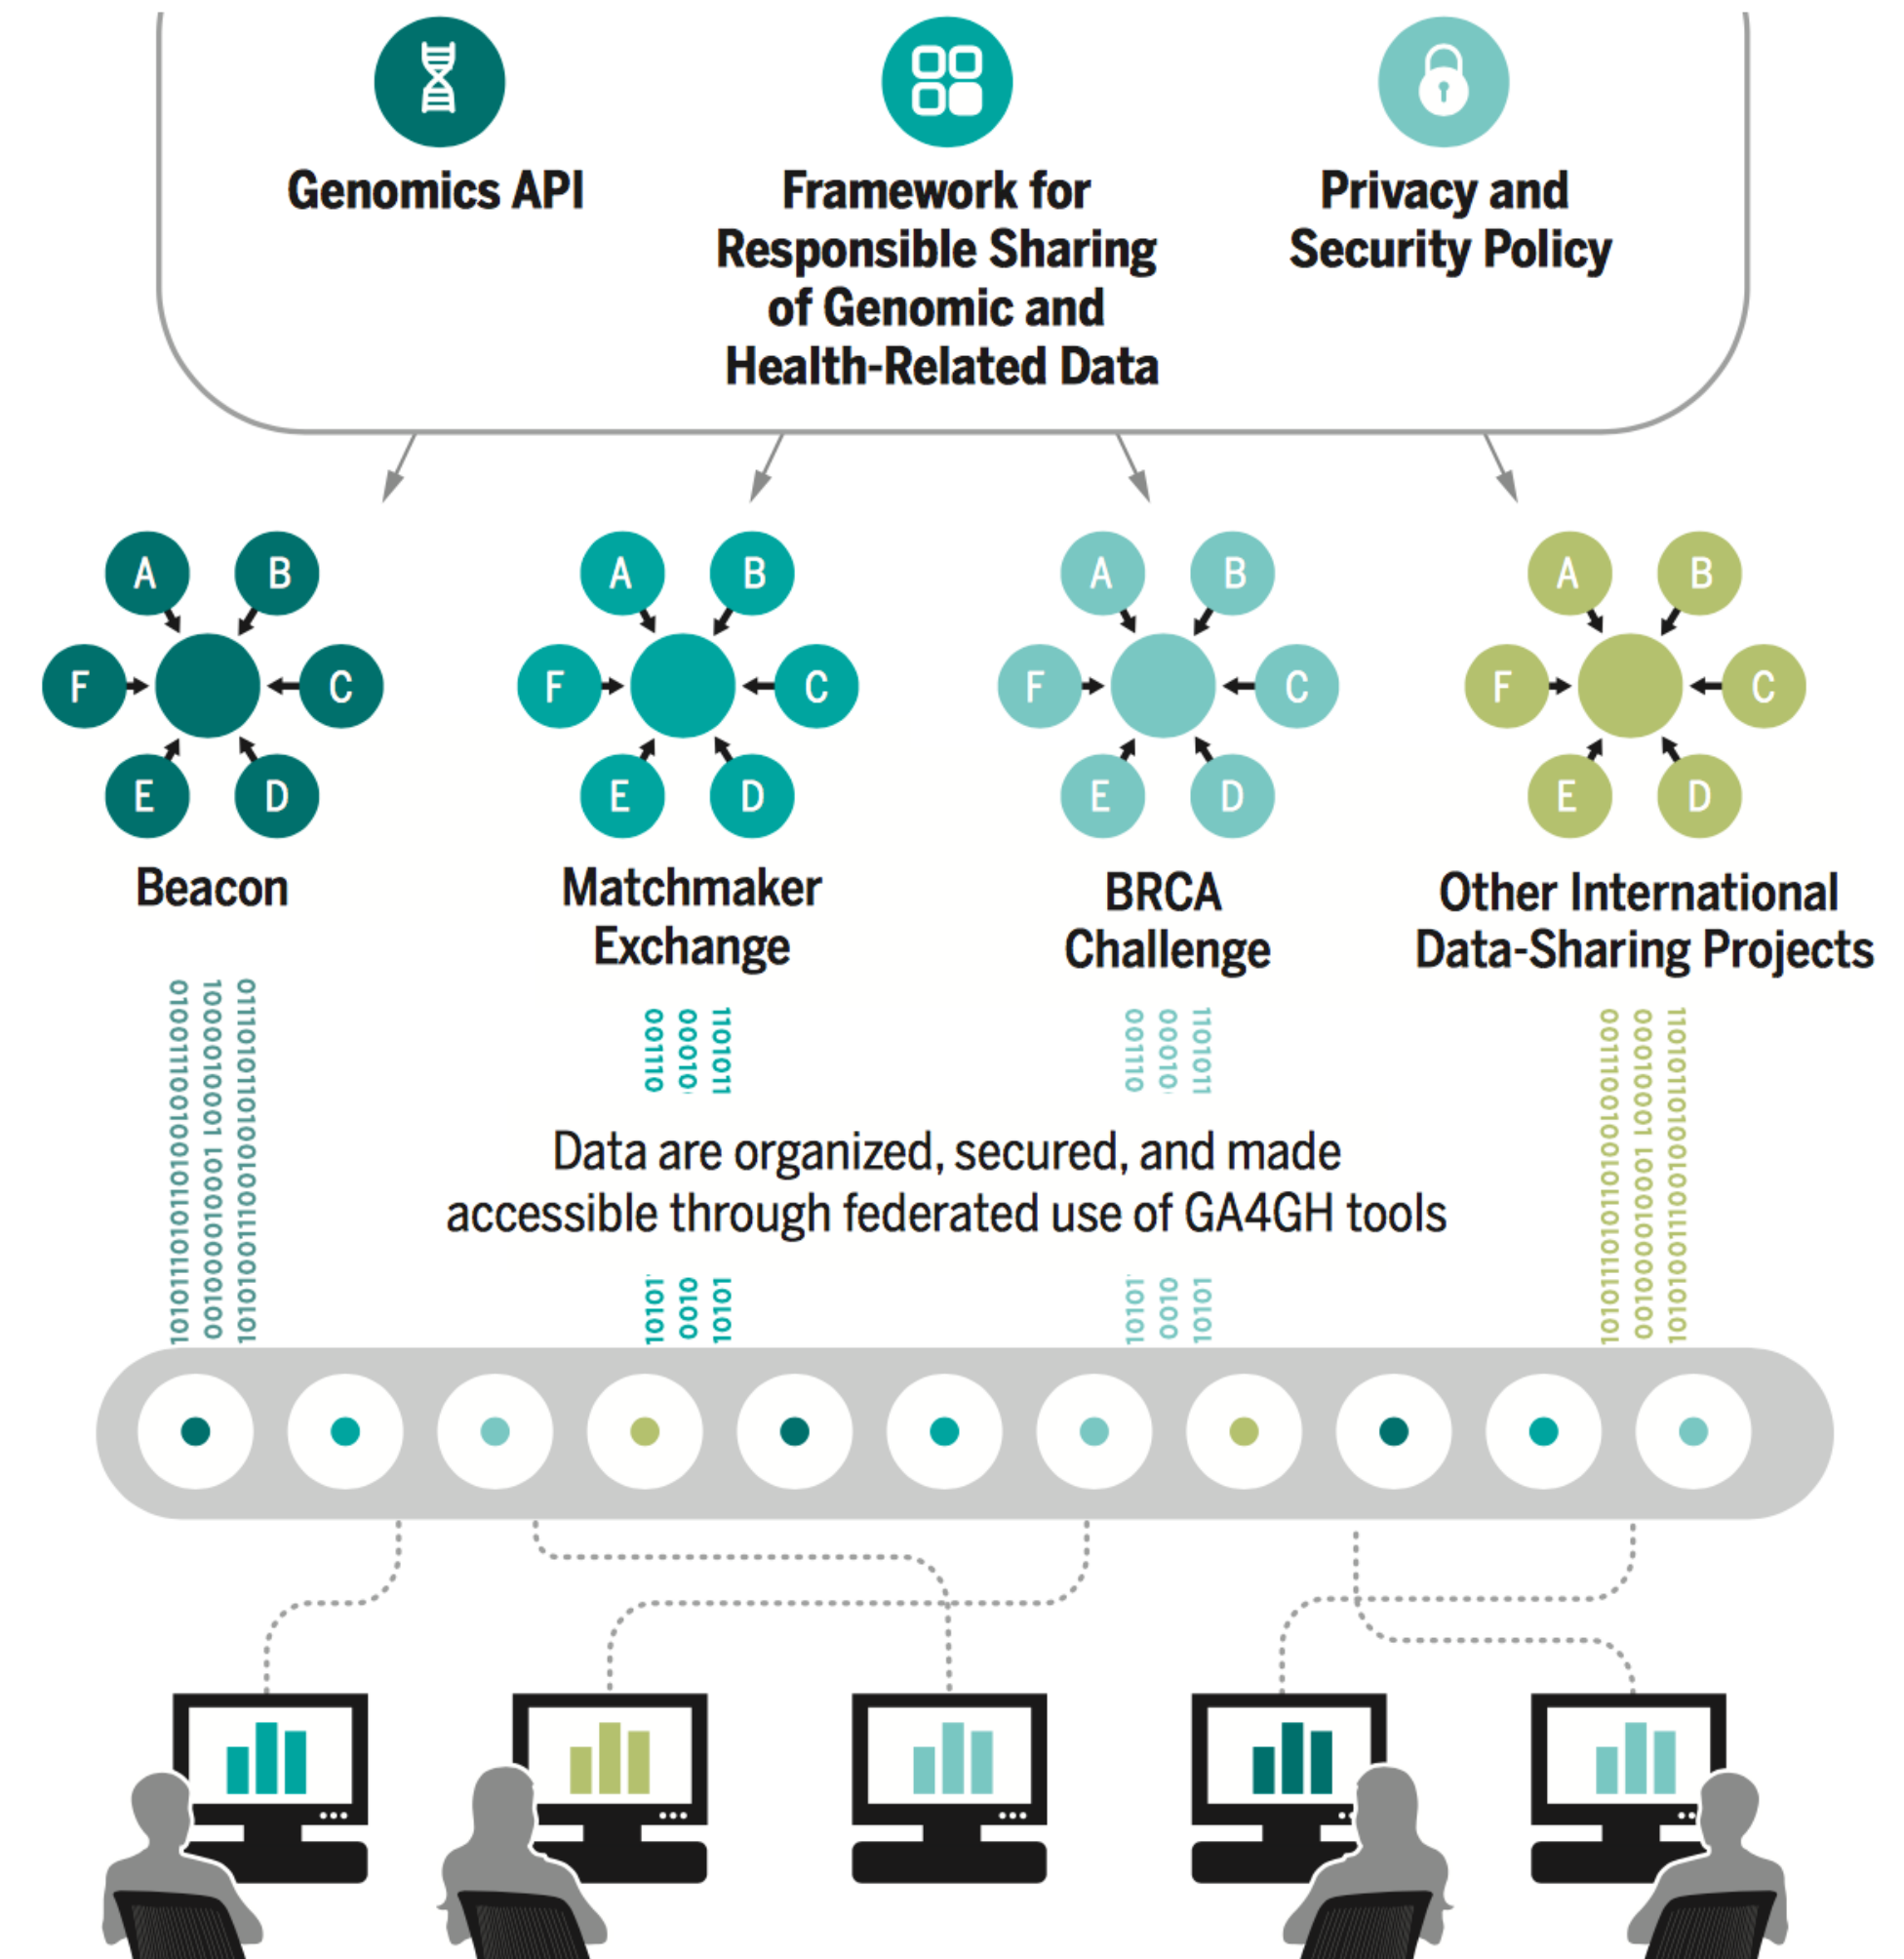 Genomics API
Framework for
Responsible Sharing
of Genomic and
Health-Related Data
Privacy and
Security Policy
A B
F C
E D
Beacon
A B
F C
E D
Matchmaker
Exchange
A B
F C
E D
BRCA
Challenge
A B
F C
E D
Other International
Data-Sharing Projects
Data are organized, secured, and made
accessible through federated use of GA4GH tools